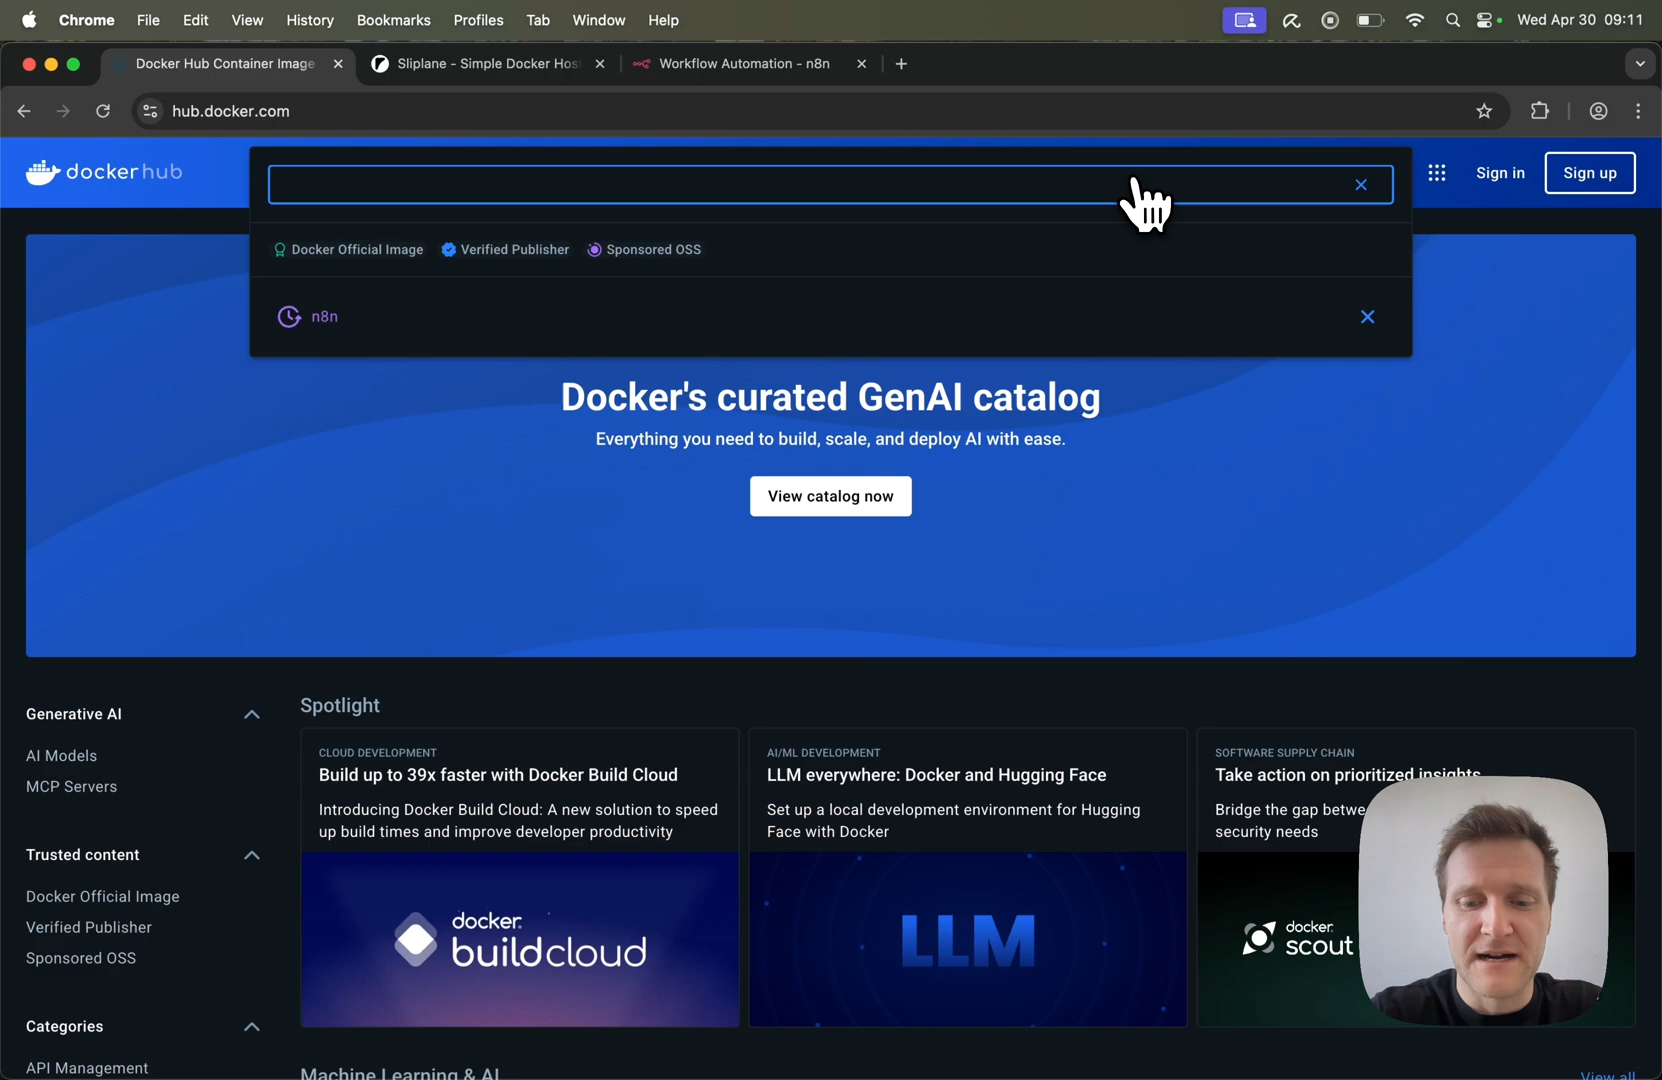 Chrome File Edit View History Bookmarks Profiles Tab Window Help Wed Apr 30 09:11
Docker Hub Container Image Sliplane - Simple Docker Hos Workflow Automation - n8n
hub.docker.com
dockerhub Sign in Sign up
Docker Official Image Verified Publisher Sponsored OSS
n8n
Docker's curated GenAI catalog
Everything you need to build, scale, and deploy AI with ease.
View catalog now
Generative AI
AI Models
MCP Servers
Trusted content
Docker Official Image
Verified Publisher
Sponsored OSS
Categories
API Management
Spotlight
CLOUD DEVELOPMENT
Build up to 39x faster with Docker Build Cloud
Introducing Docker Build Cloud: A new solution to speed
up build times and improve developer productivity
docker.
buildcloud
AI/ML DEVELOPMENT
LLM everywhere: Docker and Hugging Face
Set up a local development environment for Hugging
Face with Docker
LLM
SOFTWARE SUPPLY CHAIN
Take action on prioritized insights
Bridge the gap betwe
security needs
docker.
scout
Machine Learning & AI
View all